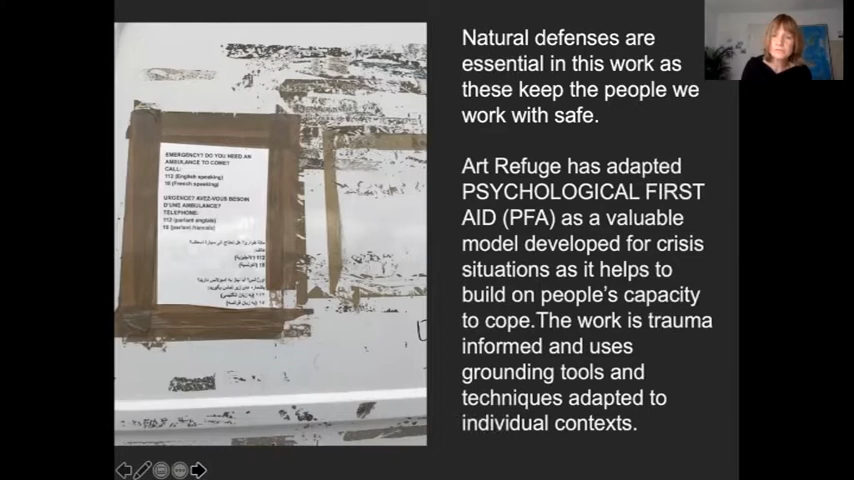 Natural defenses are
essential in this work as
these keep the people we
work with safe.
Art Refuge has adapted
PSYCHOLOGICAL FIRST
AID (PFA) as a valuable
model developed for crisis
situations as it helps to
build on people's capacity
to cope.The work is trauma
informed and uses
grounding tools and
techniques adapted to
individual contexts.
EMERGENCY? DO YOU NEED AN
AMBULANCE TO COME?
CALL:
112 (English speaking)
18 (French speaking)
URGENCE? AVEZ-VOUS BESOIN
D'UNE AMBULANCE?
TELEPHONE:
112 (parlant anglais)
18 (parlant francais)